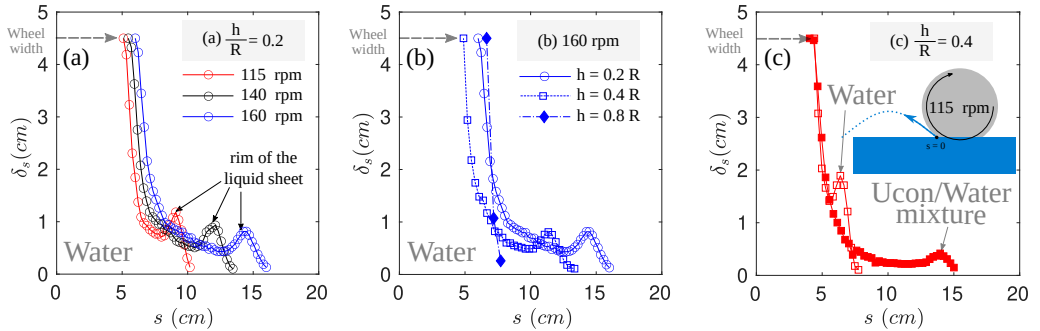 Wheel
width
(a) h/R = 0.2
(a)
115 rpm
140 rpm
160 rpm
rim of the
liquid sheet
Water
δs (cm)
5
4
3
2
1
0
0 5 10 15 20
s (cm)
Wheel
width
(b) 160 rpm
(b)
h = 0.2 R
h = 0.4 R
h = 0.8 R
Water
δs (cm)
5
4
3
2
1
0
0 5 10 15 20
s (cm)
Wheel
width
(c) h/R = 0.4
(c)
Water
115 rpm
s = 0
Ucon/Water
mixture
δs (cm)
5
4
3
2
1
0
0 5 10 15 20
s (cm)